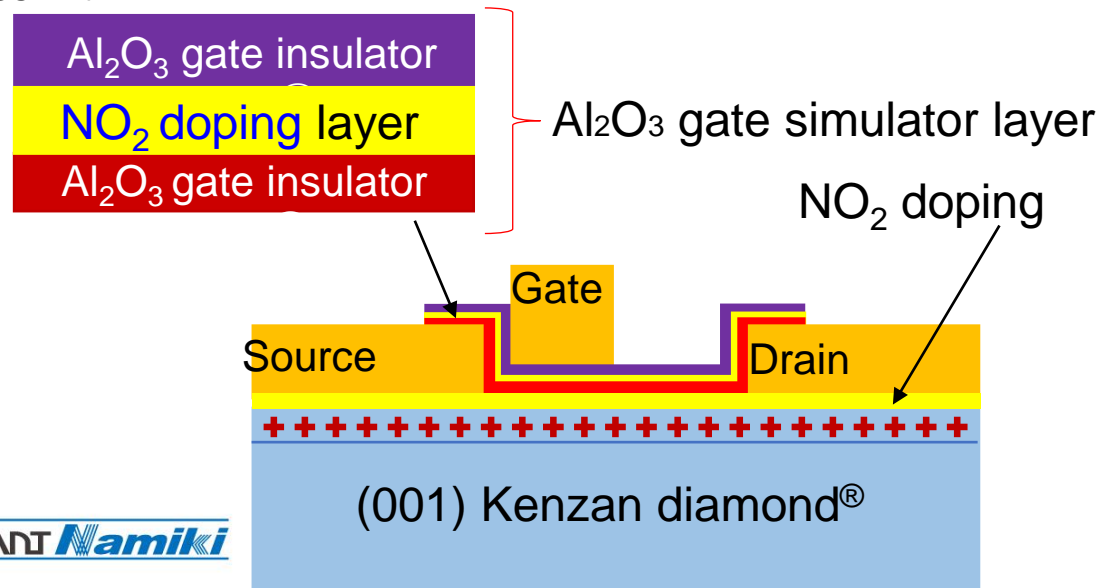 Al₂O₃ gate insulator
NO₂ doping layer
Al₂O₃ gate insulator
Al₂O₃ gate simulator layer
NO₂ doping
Gate
Source
Drain
(001) Kenzan diamond®
Namiki